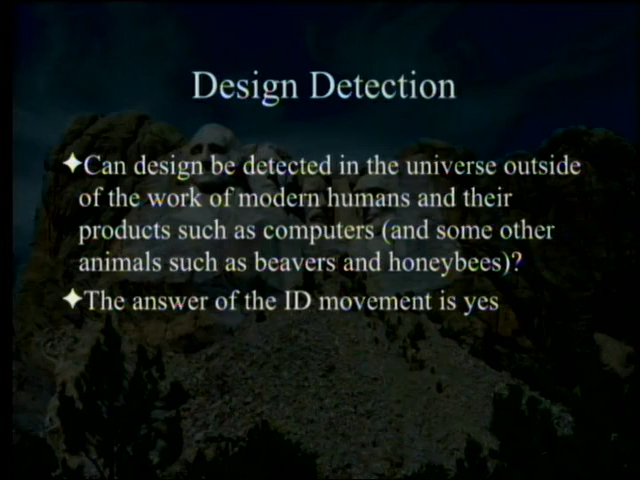 Design Detection
✦Can design be detected in the universe outside
of the work of modern humans and their
products such as computers (and some other
animals such as beavers and honeybees)?
✦The answer of the ID movement is yes